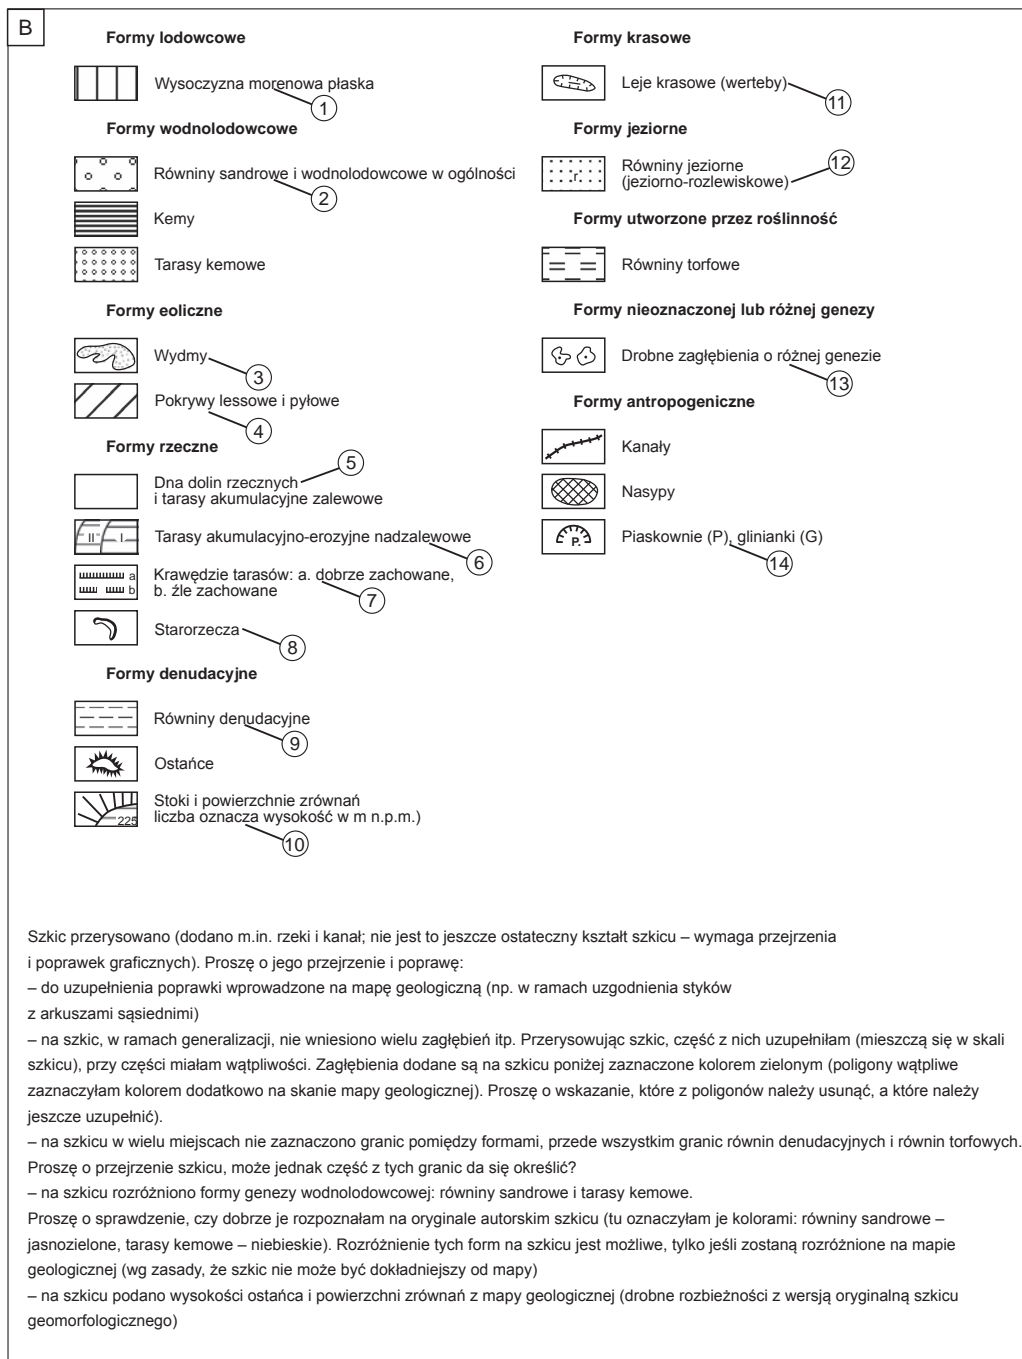 B
Formy lodowcowe
Wysoczyzna morenowa płaska
1
Formy wodnolodowcowe
Równiny sandrowe i wodnolodowcowe w ogólności
2
Kemy
Tarasy kemowe
Formy eoliczne
Wydmy
3
Pokrywy lessowe i pyłowe
4
Formy rzeczne
5
Dna dolin rzecznych
i tarasy akumulacyjne zalewowe
II I
Tarasy akumulacyjno-erozyjne nadzalewowe
6
a
b
Krawędzie tarasów: a. dobrze zachowane,
b. źle zachowane
7
Starorzecza
8
Formy denudacyjne
Równiny denudacyjne
9
Ostańce
225
Stoki i powierzchnie zrównań
liczba oznacza wysokość w m n.p.m.)
10
Formy krasowe
Leje krasowe (werteby)
11
Formy jeziorne
12
r
Równiny jeziorne
(jeziorno-rozlewiskowe)
Formy utworzone przez roślinność
Równiny torfowe
Formy nieoznaczonej lub różnej genezy
Drobne zagłębienia o różnej genezie
13
Formy antropogeniczne
Kanały
Nasypy
P.
Piaskownie (P), glinianki (G)
14
Szkic przerysowano (dodano m.in. rzeki i kanał; nie jest to jeszcze ostateczny kształt szkicu – wymaga przejrzenia
i poprawek graficznych). Proszę o jego przejrzenie i poprawę:
– do uzupełnienia poprawki wprowadzone na mapę geologiczną (np. w ramach uzgodnienia styków
z arkuszami sąsiednimi)
– na szkic, w ramach generalizacji, nie wniesiono wielu zagłębień itp. Przerysowując szkic, część z nich uzupełniłam (mieszczą się w skali
szkicu), przy części miałam wątpliwości. Zagłębienia dodane są na szkicu poniżej zaznaczone kolorem zielonym (poligony wątpliwe
zaznaczyłam kolorem dodatkowo na skanie mapy geologicznej). Proszę o wskazanie, które z poligonów należy usunąć, a które należy
jeszcze uzupełnić).
– na szkicu w wielu miejscach nie zaznaczono granic pomiędzy formami, przede wszystkim granic równin denudacyjnych i równin torfowych.
Proszę o przejrzenie szkicu, może jednak część z tych granic da się określić?
– na szkicu rozróżniono formy genezy wodnolodowcowej: równiny sandrowe i tarasy kemowe.
Proszę o sprawdzenie, czy dobrze je rozpoznałam na oryginale autorskim szkicu (tu oznaczyłam je kolorami: równiny sandrowe –
jasnozielone, tarasy kemowe – niebieskie). Rozróżnienie tych form na szkicu jest możliwe, tylko jeśli zostaną rozróżnione na mapie
geologicznej (wg zasady, że szkic nie może być dokładniejszy od mapy)
– na szkicu podano wysokości ostańca i powierzchni zrównań z mapy geologicznej (drobne rozbieżności z wersją oryginalną szkicu
geomorfologicznego)